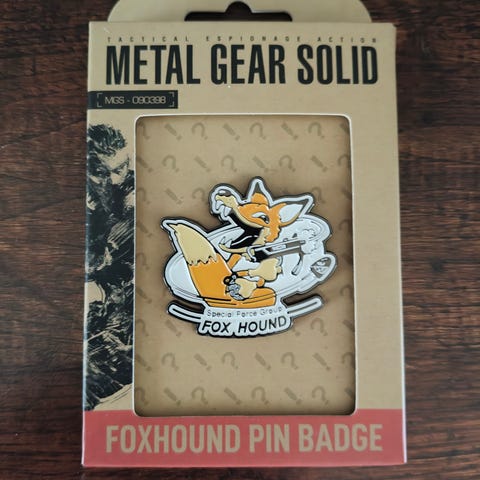 TACTICAL ESPIONAGE ACTION
METAL GEAR SOLID
[MGS - 090398]
Special Force Group
FOX HOUND
FOXHOUND PIN BADGE